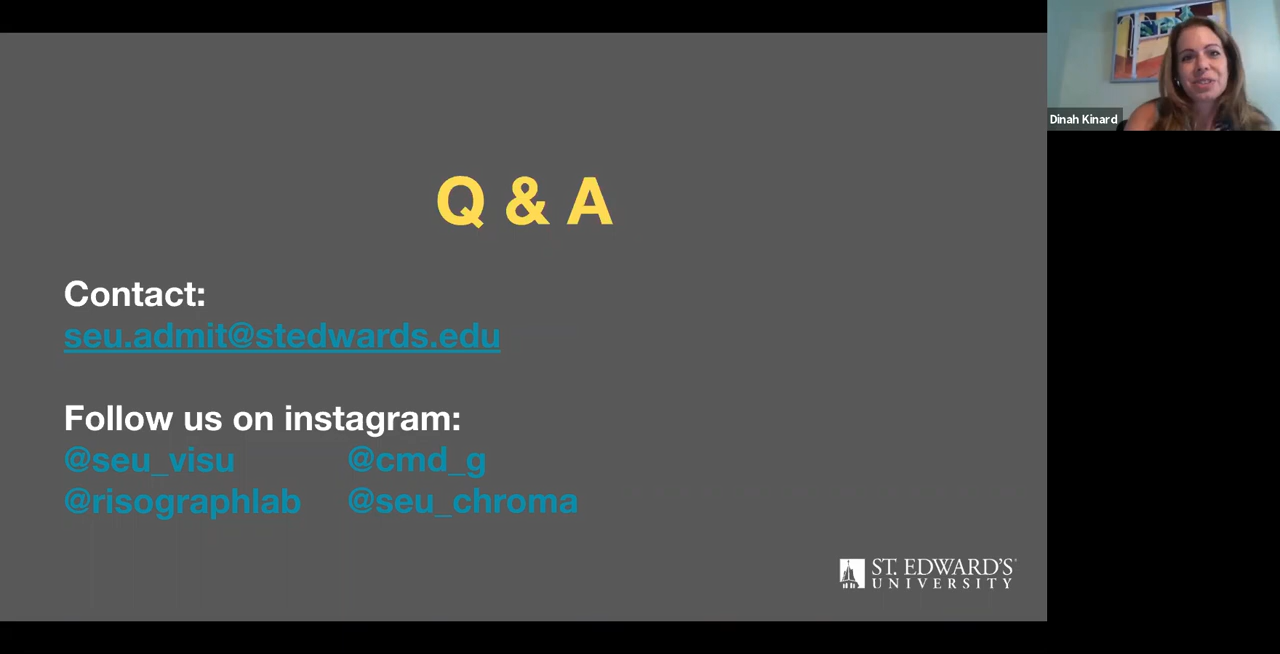 Q & A
Contact:
seu.admit@stedwards.edu
Follow us on instagram:
@seu_visu @cmd_g
@risographlab @seu_chroma
ST. EDWARD'S
UNIVERSITY
Dinah Kinard